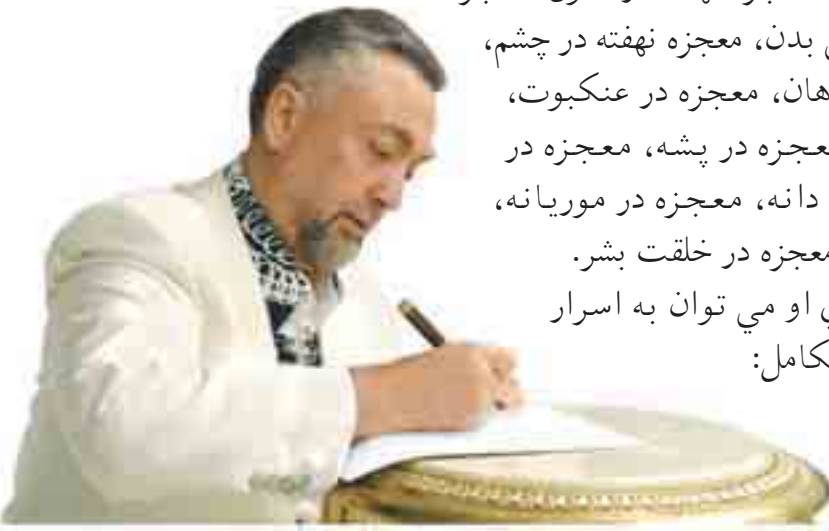 بدن، معجزه نهفته در چشم،
معجزه در عنکبوت،
معجزه در پشه، معجزه در
دانه، معجزه در موریانه،
معجزه در خلقت بشر.
او مي توان به اسرار